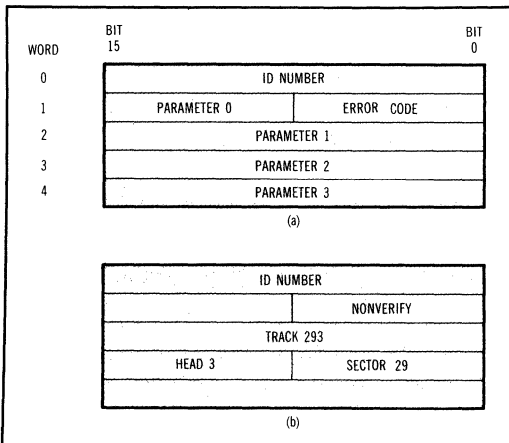 BIT BIT
WORD 15 0
0 ID NUMBER
1 PARAMETER 0 ERROR CODE
2 PARAMETER 1
3 PARAMETER 2
4 PARAMETER 3
(a)
ID NUMBER
NONVERIFY
TRACK 293
HEAD 3 SECTOR 29
(b)